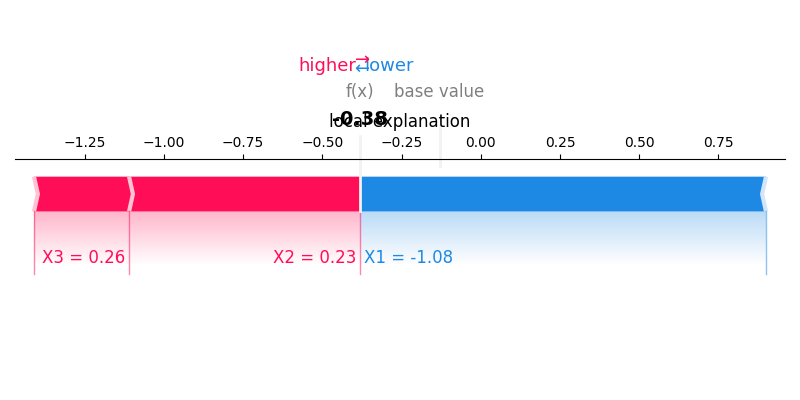 higher → ← lower
f(x) base value
-0.38
local explanation
−1.25 −1.00 −0.75 −0.50 −0.25 0.00 0.25 0.50 0.75
X3 = 0.26 X2 = 0.23 X1 = -1.08